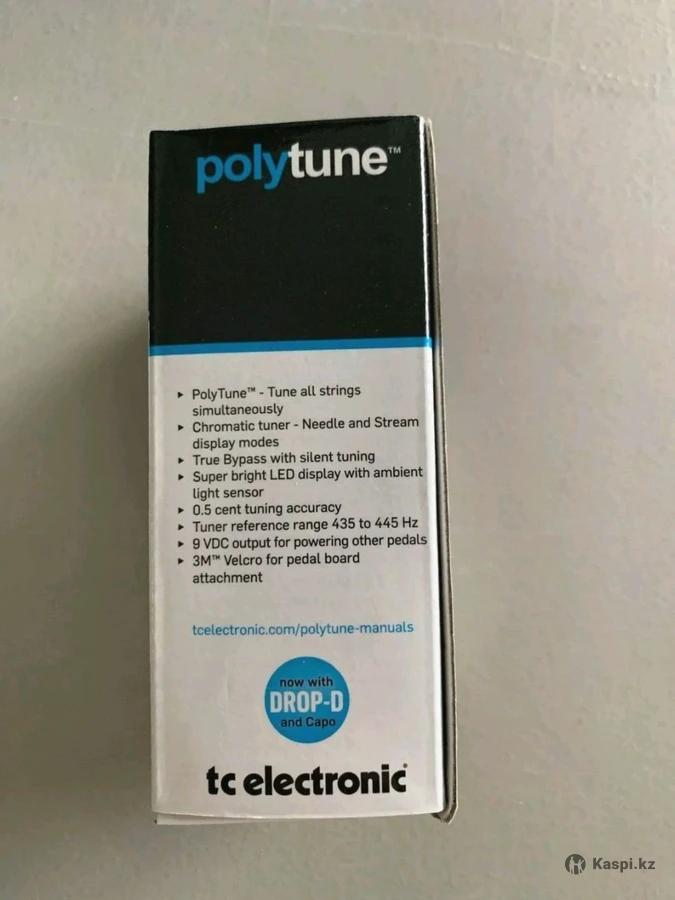 polytune™
▸ PolyTune™ - Tune all strings
simultaneously
▸ Chromatic tuner - Needle and Stream
display modes
▸ True Bypass with silent tuning
▸ Super bright LED display with ambient
light sensor
▸ 0.5 cent tuning accuracy
▸ Tuner reference range 435 to 445 Hz
▸ 9 VDC output for powering other pedals
▸ 3M™ Velcro for pedal board
attachment
tcelectronic.com/polytune-manuals
now with
DROP-D
and Capo
tc electronic
Kaspi.kz